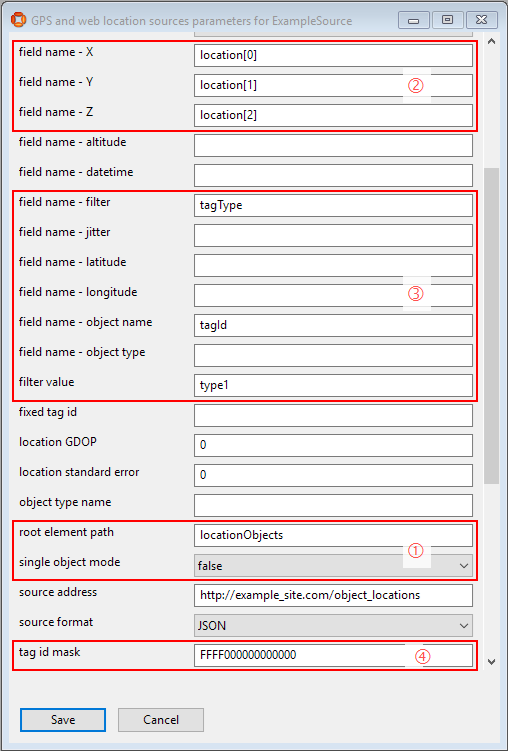 GPS and web location sources parameters for ExampleSource
field name - X location[0]
field name - Y location[1] ②
field name - Z location[2]
field name - altitude
field name - datetime
field name - filter tagType
field name - jitter
field name - latitude
field name - longitude ③
field name - object name tagId
field name - object type
filter value type1
fixed tag id
location GDOP 0
location standard error 0
object type name
root element path locationObjects
single object mode false ①
source address http://example_site.com/object_locations
source format JSON
tag id mask FFFF000000000000 ④
Save Cancel